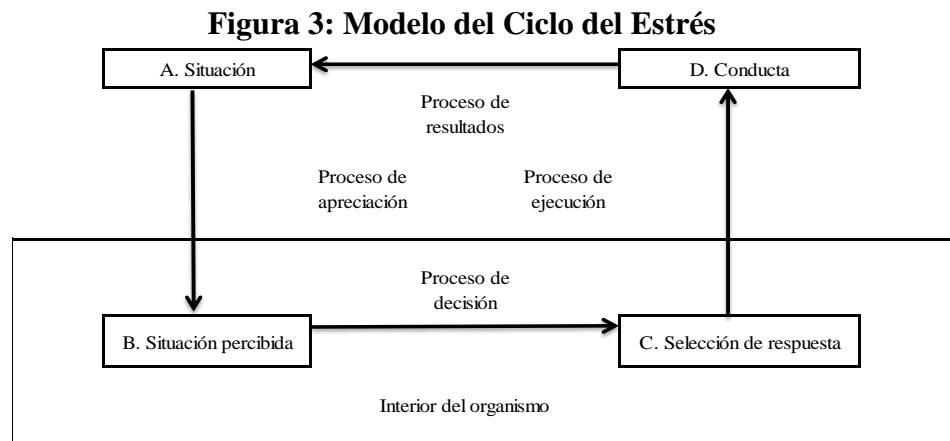 Figura 3: Modelo del Ciclo del Estrés
A. Situación
D. Conducta
Proceso de
resultados
Proceso de
apreciación
Proceso de
ejecución
Proceso de
decisión
B. Situación percibida
C. Selección de respuesta
Interior del organismo